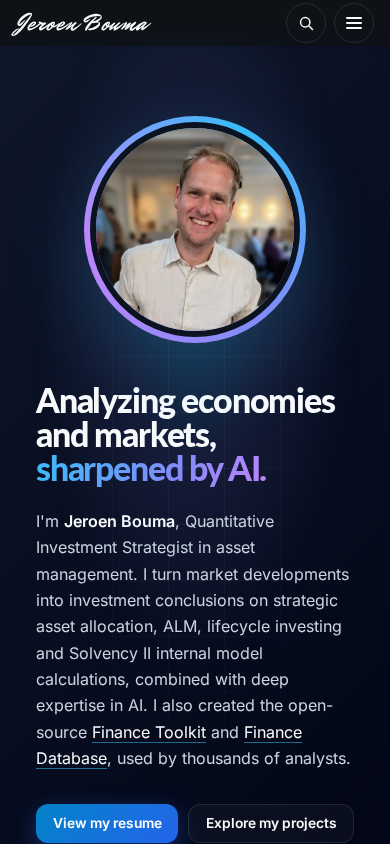 Jeroen Bouma
Analyzing economies
and markets,
sharpened by AI.
I'm Jeroen Bouma, Quantitative
Investment Strategist in asset
management. I turn market developments
into investment conclusions on strategic
asset allocation, ALM, lifecycle investing
and Solvency II internal model
calculations, combined with deep
expertise in AI. I also created the open-
source Finance Toolkit and Finance
Database, used by thousands of analysts.
View my resume
Explore my projects